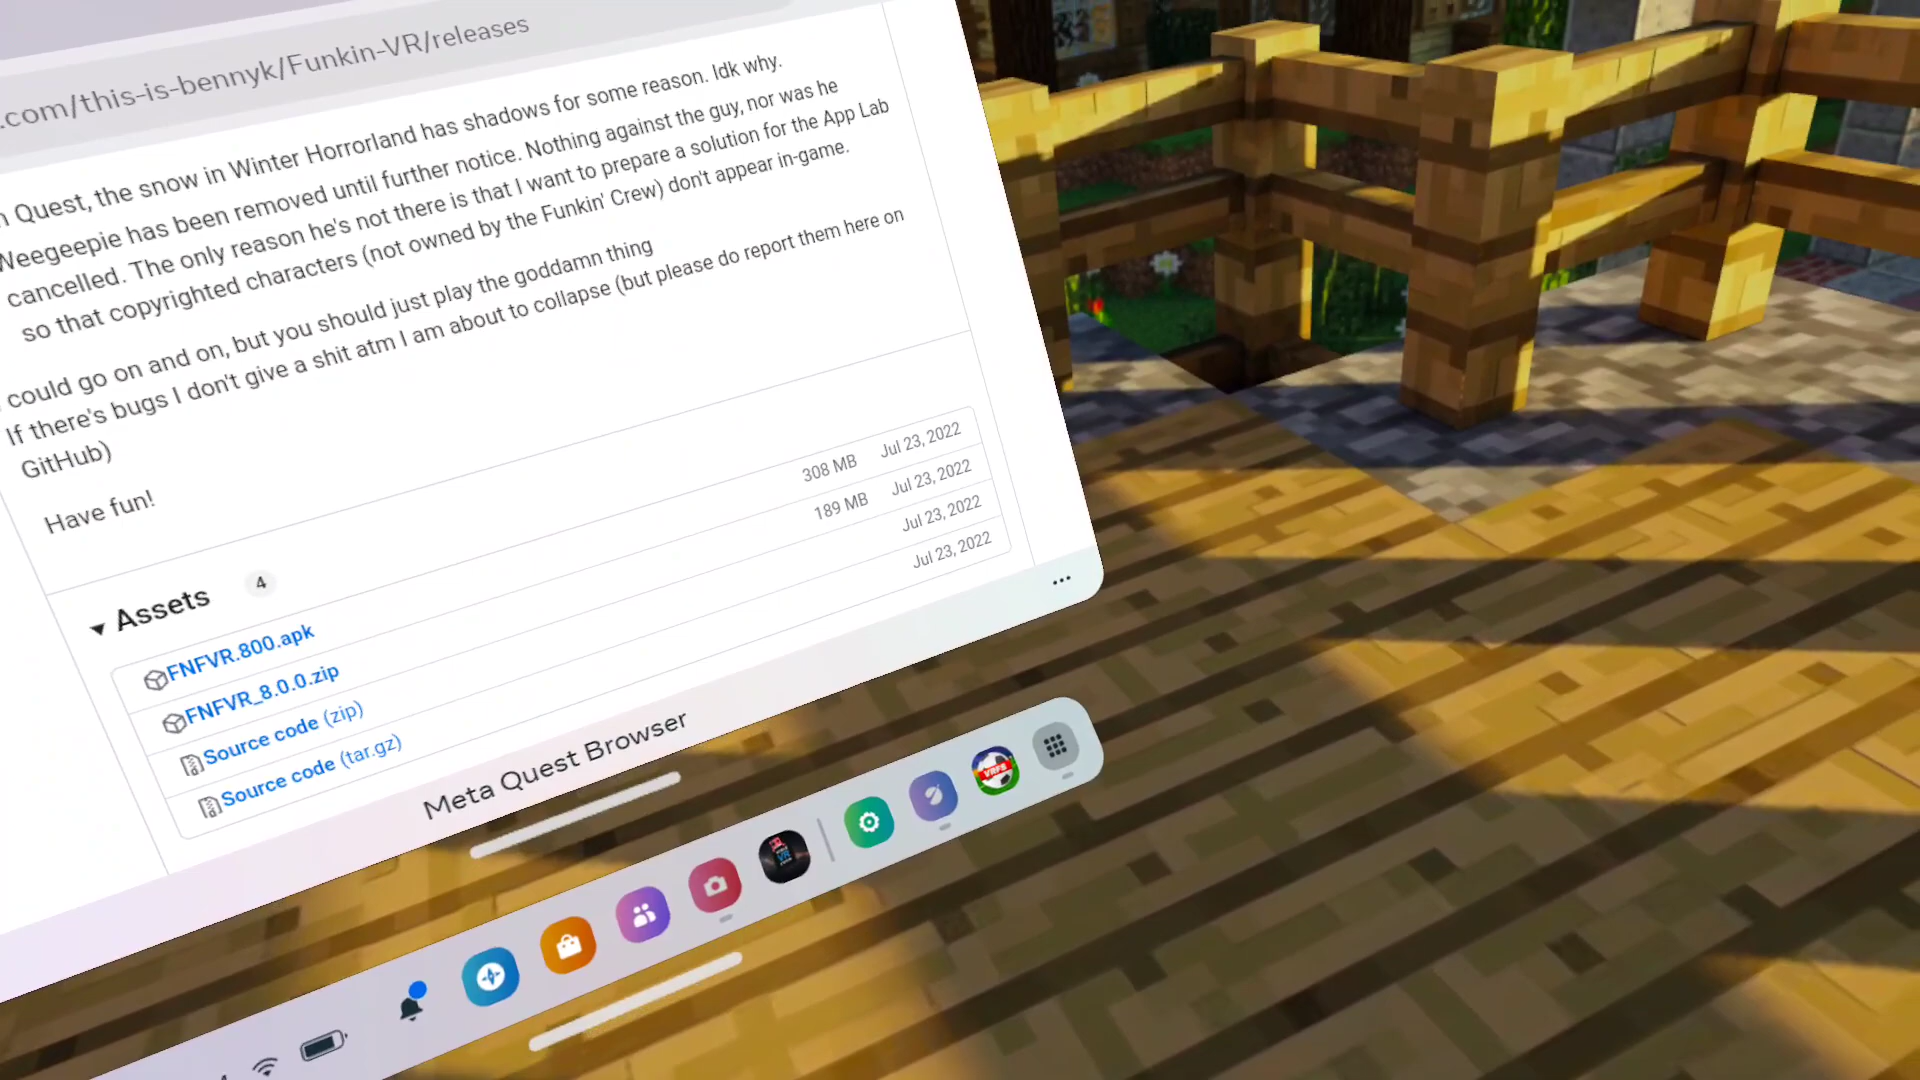 .com/this-is-bennyk/Funkin-VR/releases
Quest, the snow in Winter Horrorland has shadows for some reason. Idk why.
Weegeepie has been removed until further notice. Nothing against the guy, nor was he
cancelled. The only reason he's not there is that I want to prepare a solution for the App Lab
so that copyrighted characters (not owned by the Funkin' Crew) don't appear in-game.
could go on and on, but you should just play the goddamn thing
If there's bugs I don't give a shit atm I am about to collapse (but please do report them here on
GitHub)
Have fun!
Assets 4
FNFVR.800.apk 308 MB Jul 23, 2022
FNFVR_8.0.0.zip 189 MB Jul 23, 2022
Source code (zip) Jul 23, 2022
Source code (tar.gz) Jul 23, 2022
Meta Quest Browser
VRFS